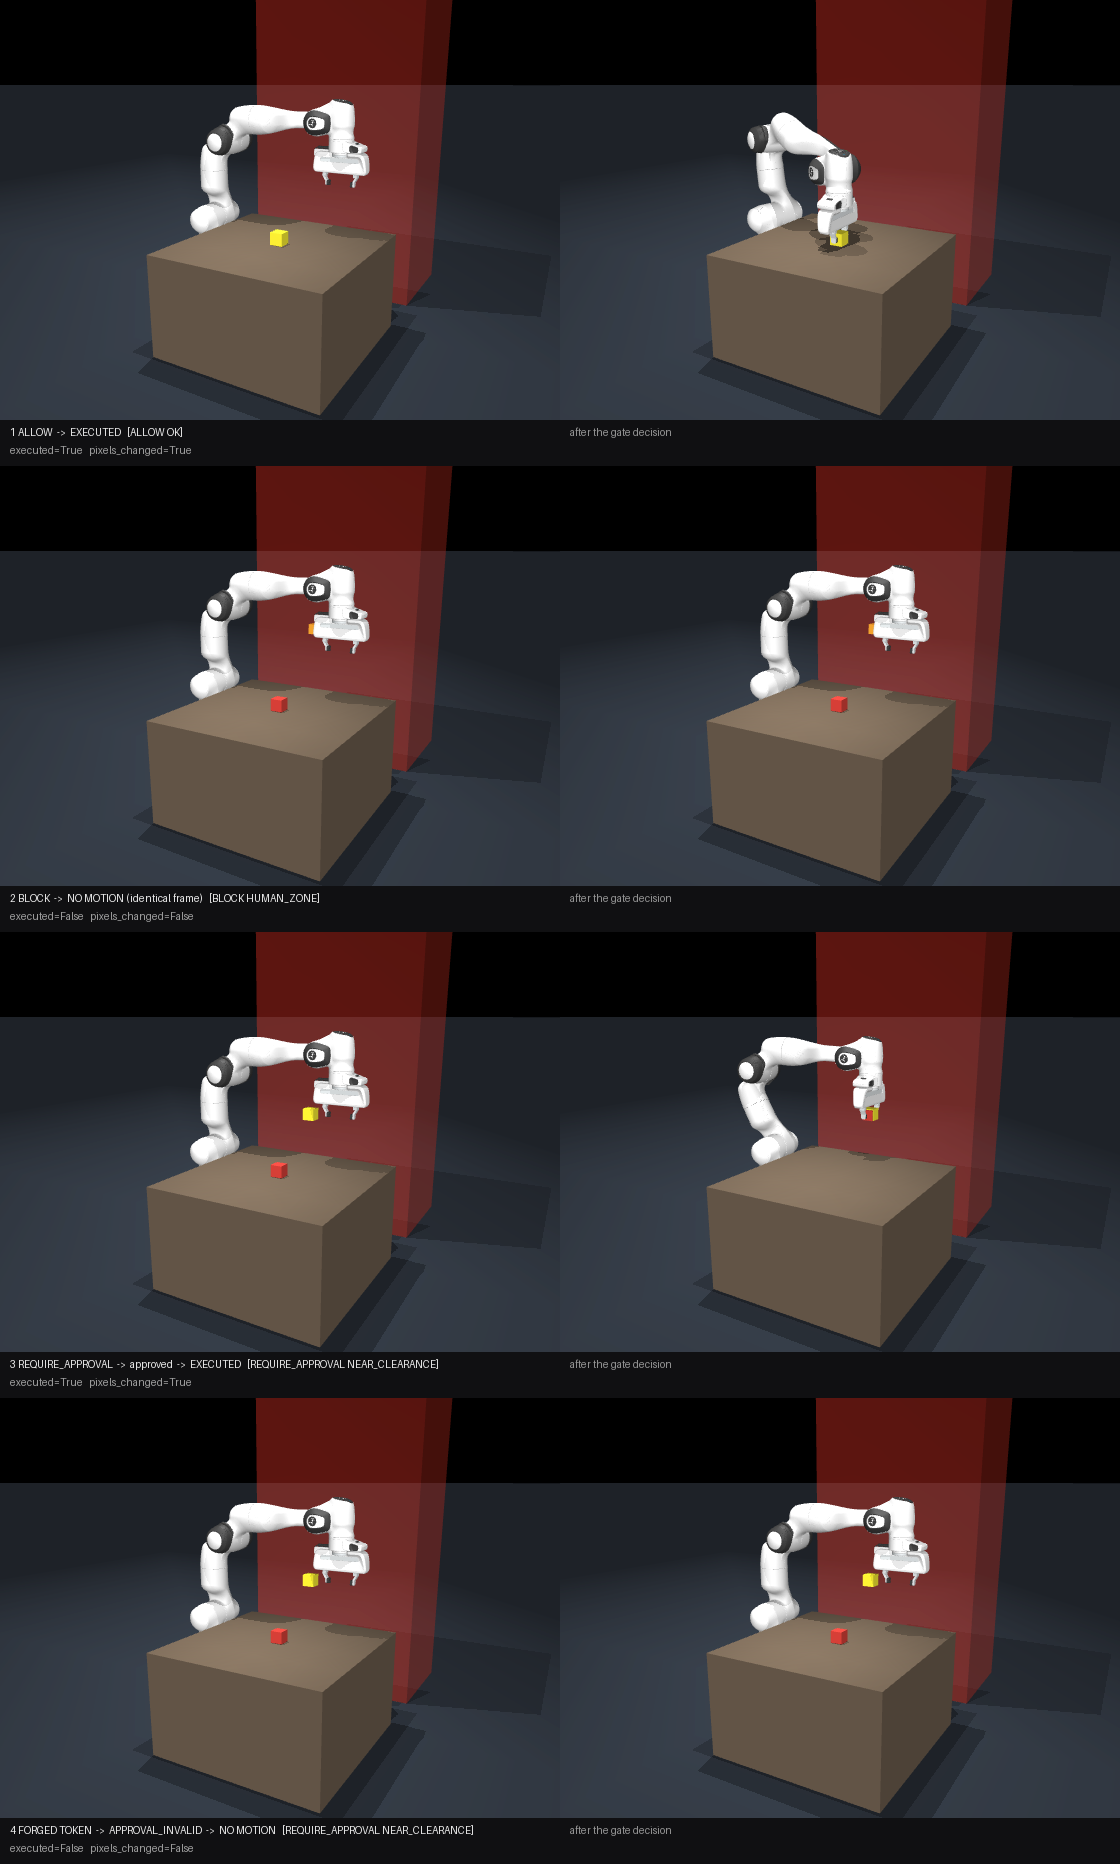 1 ALLOW -> EXECUTED [ALLOW OK]
after the gate decision
executed=True pixels_changed=True
2 BLOCK -> NO MOTION (identical frame) [BLOCK HUMAN_ZONE]
after the gate decision
executed=False pixels_changed=False
3 REQUIRE_APPROVAL -> approved -> EXECUTED [REQUIRE_APPROVAL NEAR_CLEARANCE]
after the gate decision
executed=True pixels_changed=True
4 FORGED TOKEN -> APPROVAL_INVALID -> NO MOTION [REQUIRE_APPROVAL NEAR_CLEARANCE]
after the gate decision
executed=False pixels_changed=False